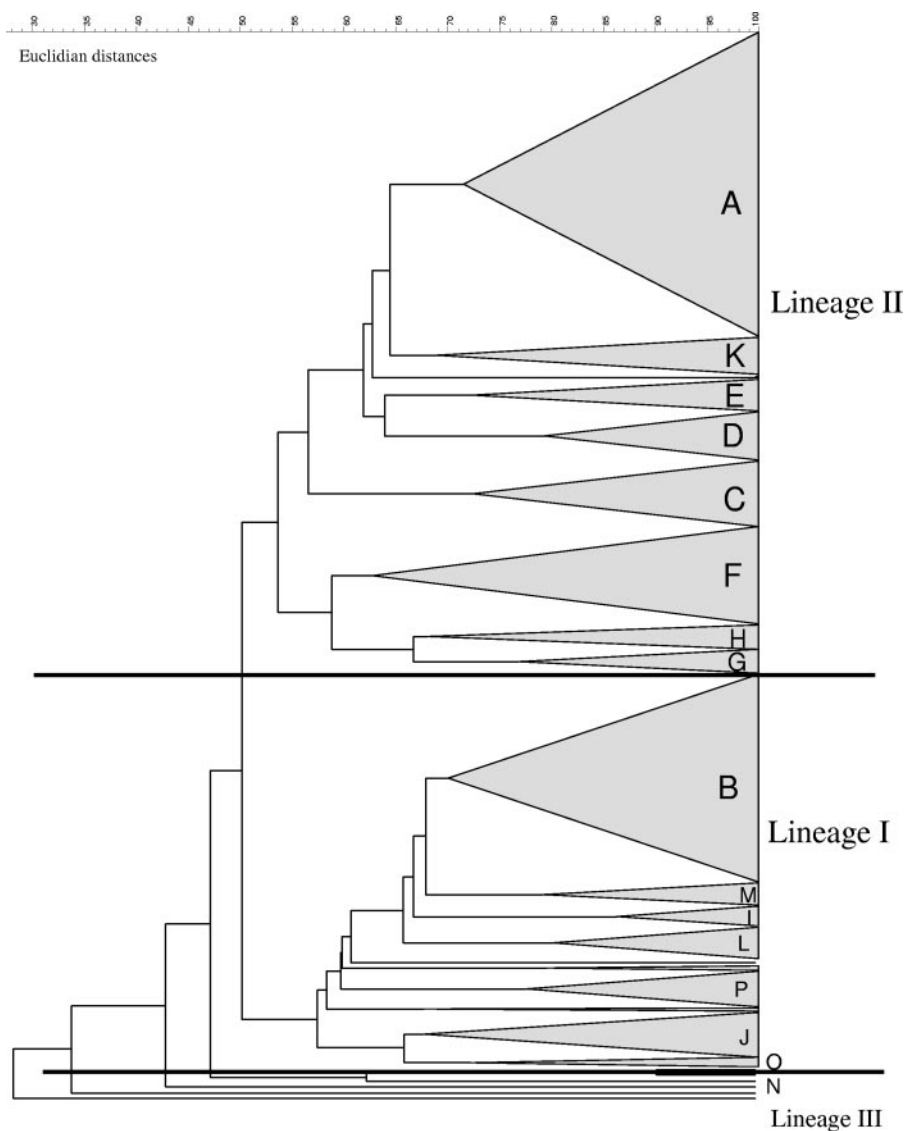 30 35 40 45 50 55 60 65 70 75 80 85 90 95 100
Euclidian distances
A
Lineage II
K
E
D
C
F
H
G
B
Lineage I
M
I
L
P
J
O
N
Lineage III